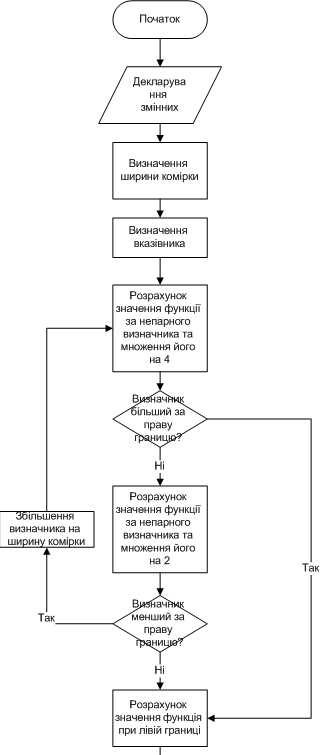 Початок
Декларува
ння
змінних
Визначення
ширини комірки
Визначення
вказівника
Розрахунок
значення функції
за непарного
визначника та
множення його
на 4
Визначник
більший за
праву
границю?
Так
Ні
Розрахунок
значення функції
за непарного
визначника та
множення його
на 2
Збільшення
визначника на
ширину комірки
Визначник
менший за
праву
границю?
Так
Ні
Розрахунок
значення функція
при лівій границі